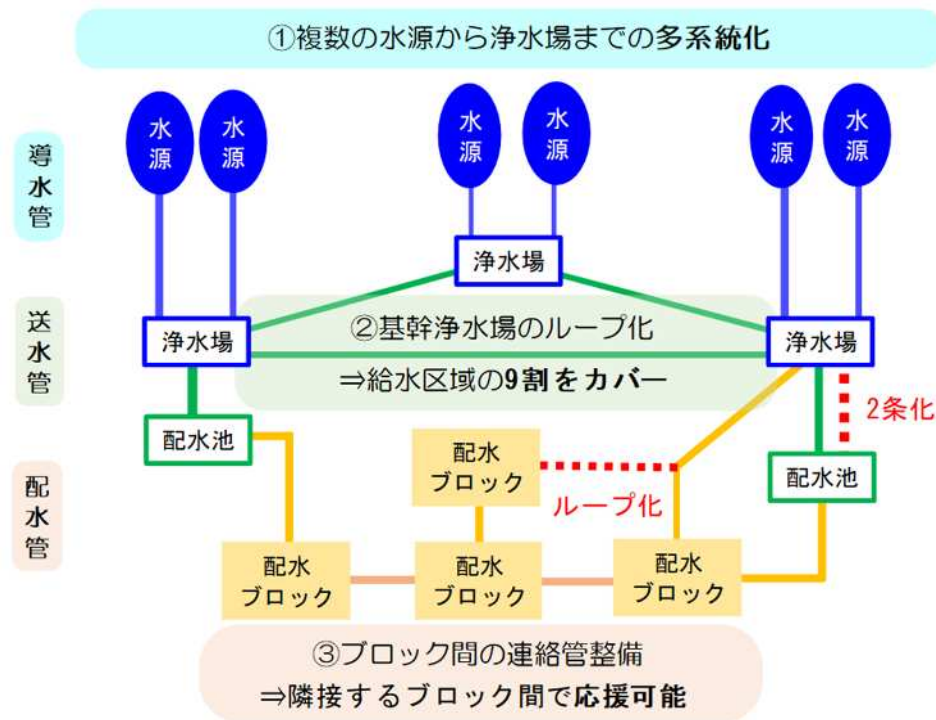 ①複数の水源から浄水場までの多系統化
導水管
水源
水源
水源
水源
水源
水源
浄水場
送水管
浄水場
②基幹浄水場のループ化
⇒給水区域の9割をカバー
浄水場
2条化
配水池
配水池
配水管
配水
ブロック
ループ化
配水
ブロック
配水
ブロック
配水
ブロック
③ブロック間の連絡管整備
⇒隣接するブロック間で応援可能